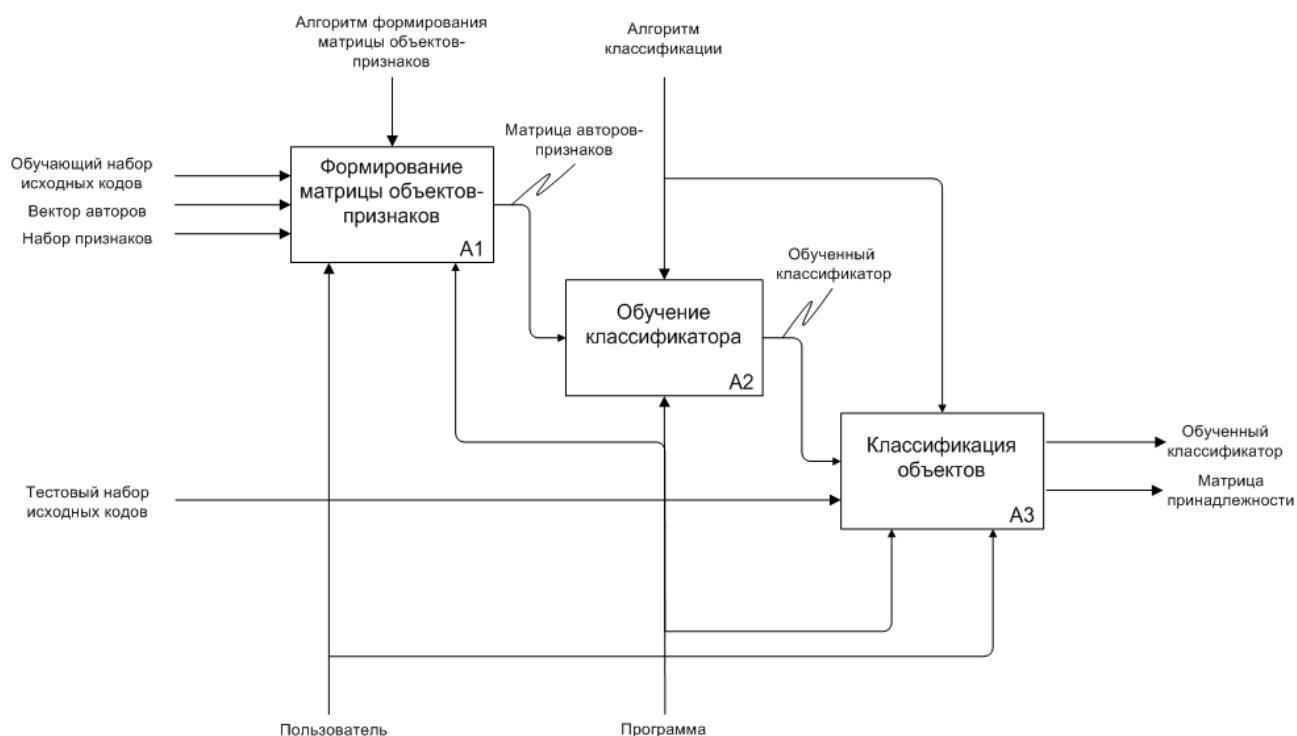 Алгоритм формирования
матрицы объектов-
признаков
Алгоритм
классификации
Матрица авторов-
признаков
Обучающий набор
исходных кодов
Вектор авторов
Набор признаков
Формирование
матрицы объектов-
признаков
A1
Обученный
классификатор
Обучение
классификатора
A2
Классификация
объектов
A3
Обученный
классификатор
Матрица
принадлежности
Тестовый набор
исходных кодов
Пользователь
Программа